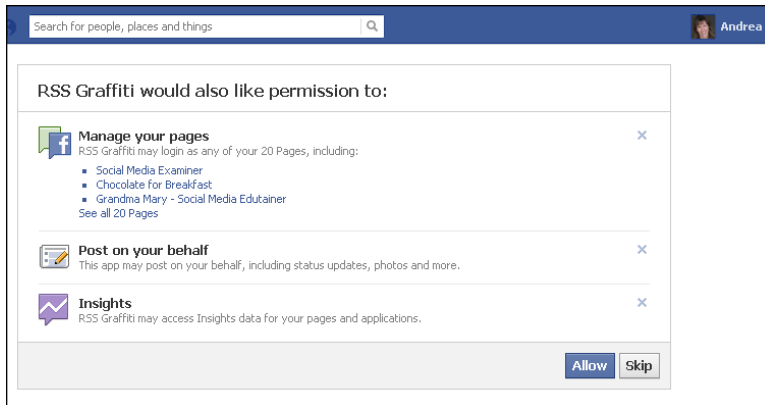 Search for people, places and things
Andrea
RSS Graffiti would also like permission to:
Manage your pages
RSS Graffiti may login as any of your 20 Pages, including:
Social Media Examiner
Chocolate for Breakfast
Grandma Mary - Social Media Edutainer
See all 20 Pages
Post on your behalf
This app may post on your behalf, including status updates, photos and more.
Insights
RSS Graffiti may access Insights data for your pages and applications.
Allow
Skip